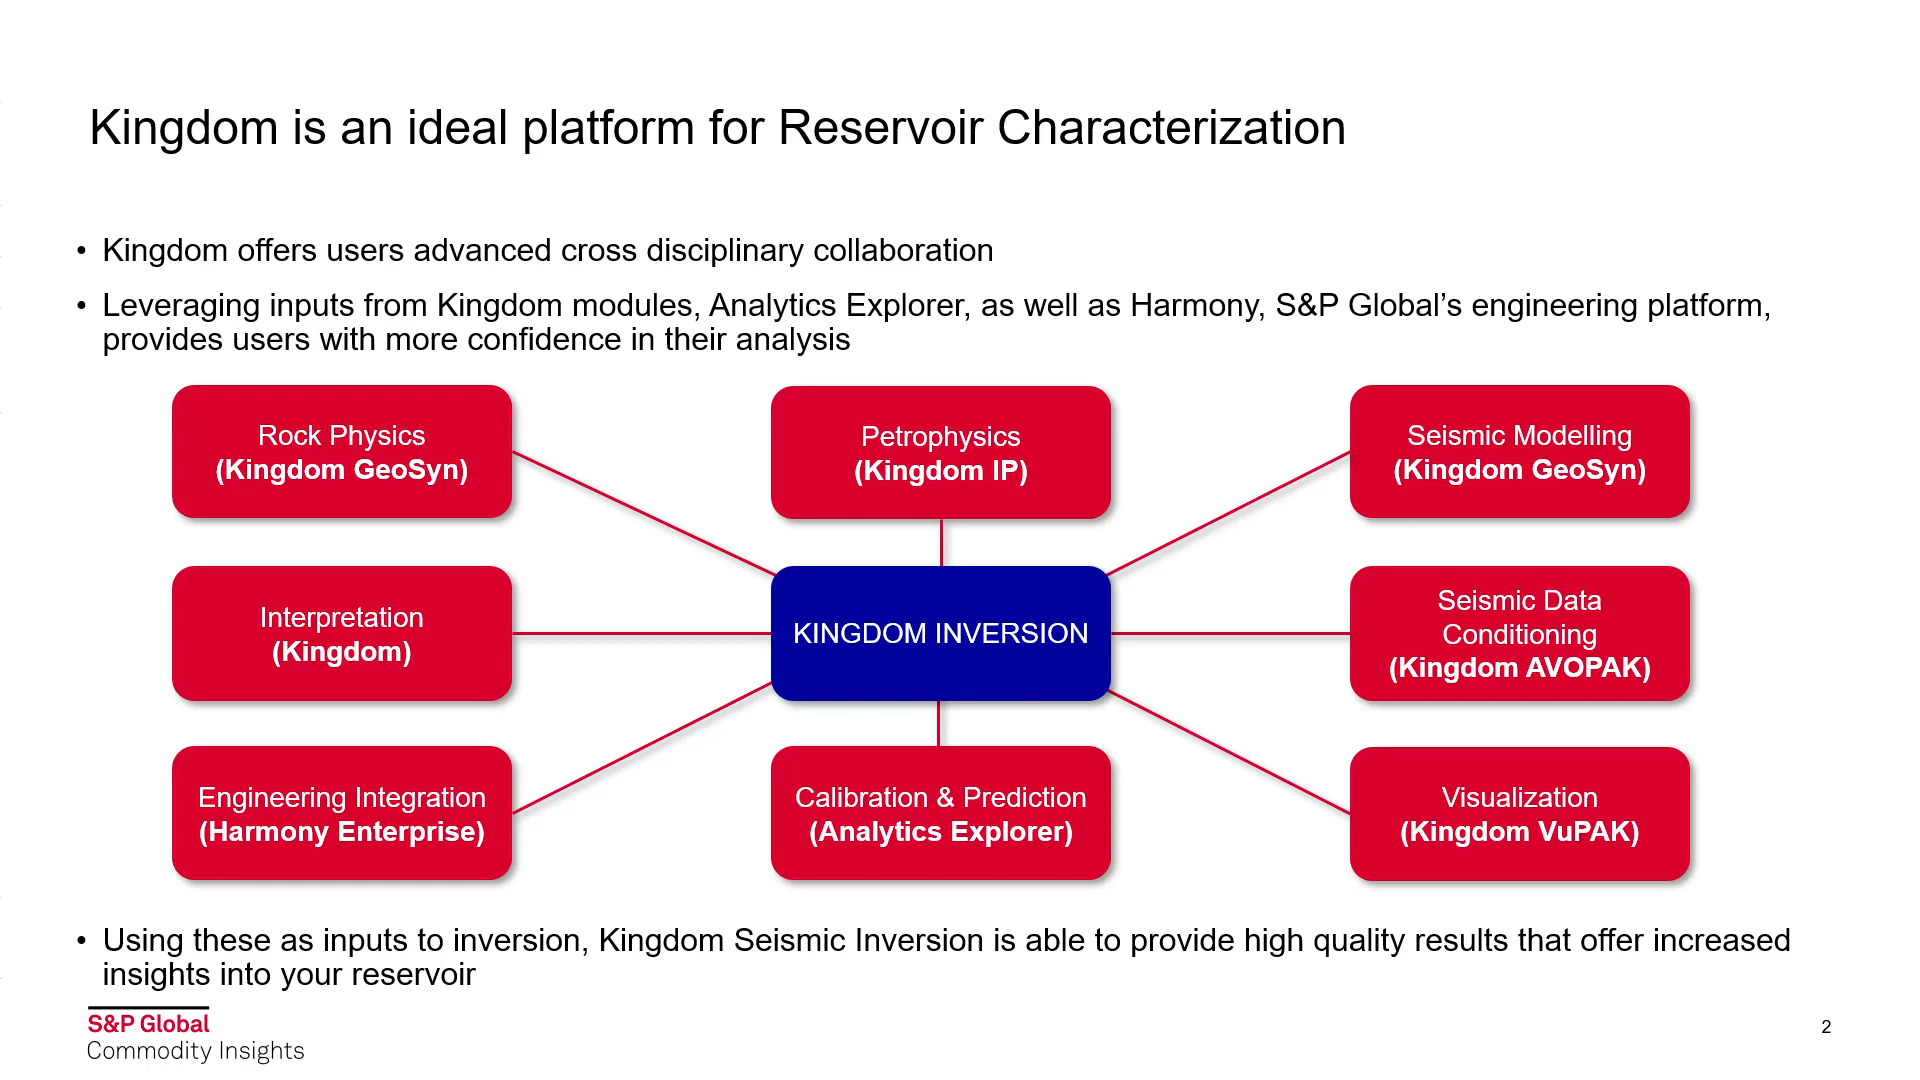 Kingdom is an ideal platform for Reservoir Characterization
• Kingdom offers users advanced cross disciplinary collaboration
• Leveraging inputs from Kingdom modules, Analytics Explorer, as well as Harmony, S&P Global’s engineering platform,
provides users with more confidence in their analysis
Rock Physics
(Kingdom GeoSyn)
Petrophysics
(Kingdom IP)
Seismic Modelling
(Kingdom GeoSyn)
Interpretation
(Kingdom)
KINGDOM INVERSION
Seismic Data
Conditioning
(Kingdom AVOPAK)
Engineering Integration
(Harmony Enterprise)
Calibration & Prediction
(Analytics Explorer)
Visualization
(Kingdom VuPAK)
• Using these as inputs to inversion, Kingdom Seismic Inversion is able to provide high quality results that offer increased
insights into your reservoir
S&P Global
Commodity Insights
2